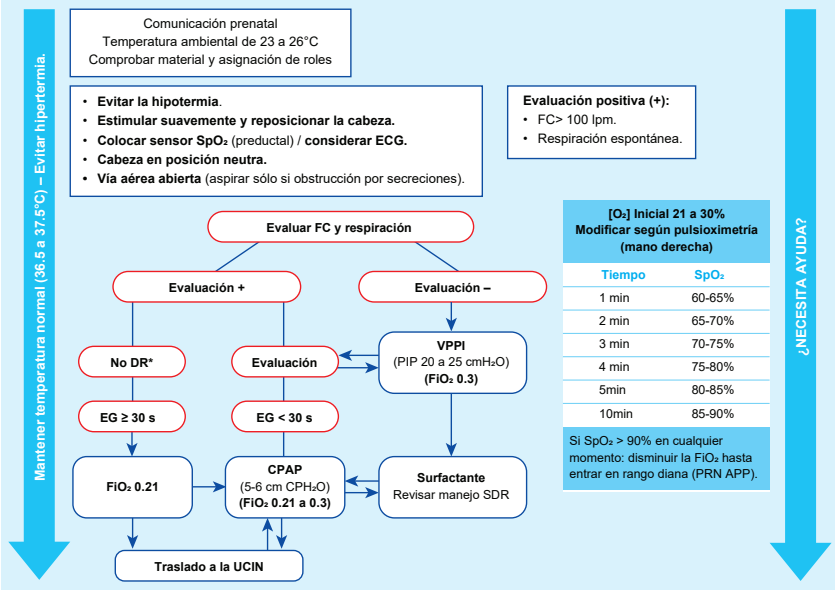 Mantener temperatura normal (36.5 a 37.5°C) – Evitar hipertermia.
Comunicación prenatal
Temperatura ambiental de 23 a 26°C
Comprobar material y asignación de roles
• Evitar la hipotermia.
• Estimular suavemente y reposicionar la cabeza.
• Colocar sensor SpO₂ (preductal) / considerar ECG.
• Cabeza en posición neutra.
• Vía aérea abierta (aspirar sólo si obstrucción por secreciones).
Evaluación positiva (+):
• FC> 100 lpm.
• Respiración espontánea.
Evaluar FC y respiración
Evaluación +
Evaluación –
No DR*
Evaluación
VPPI
(PIP 20 a 25 cmH₂O)
(FiO₂ 0.3)
EG ≥ 30 s
EG < 30 s
FiO₂ 0.21
CPAP
(5-6 cm CPH₂O)
(FiO₂ 0.21 a 0.3)
Surfactante
Revisar manejo SDR
Traslado a la UCIN
[O₂] Inicial 21 a 30%
Modificar según pulsioximetría
(mano derecha)
Tiempo SpO₂
1 min 60-65%
2 min 65-70%
3 min 70-75%
4 min 75-80%
5min 80-85%
10min 85-90%
Si SpO₂ > 90% en cualquier
momento: disminuir la FiO₂ hasta
entrar en rango diana (PRN APP).
¿NECESITA AYUDA?